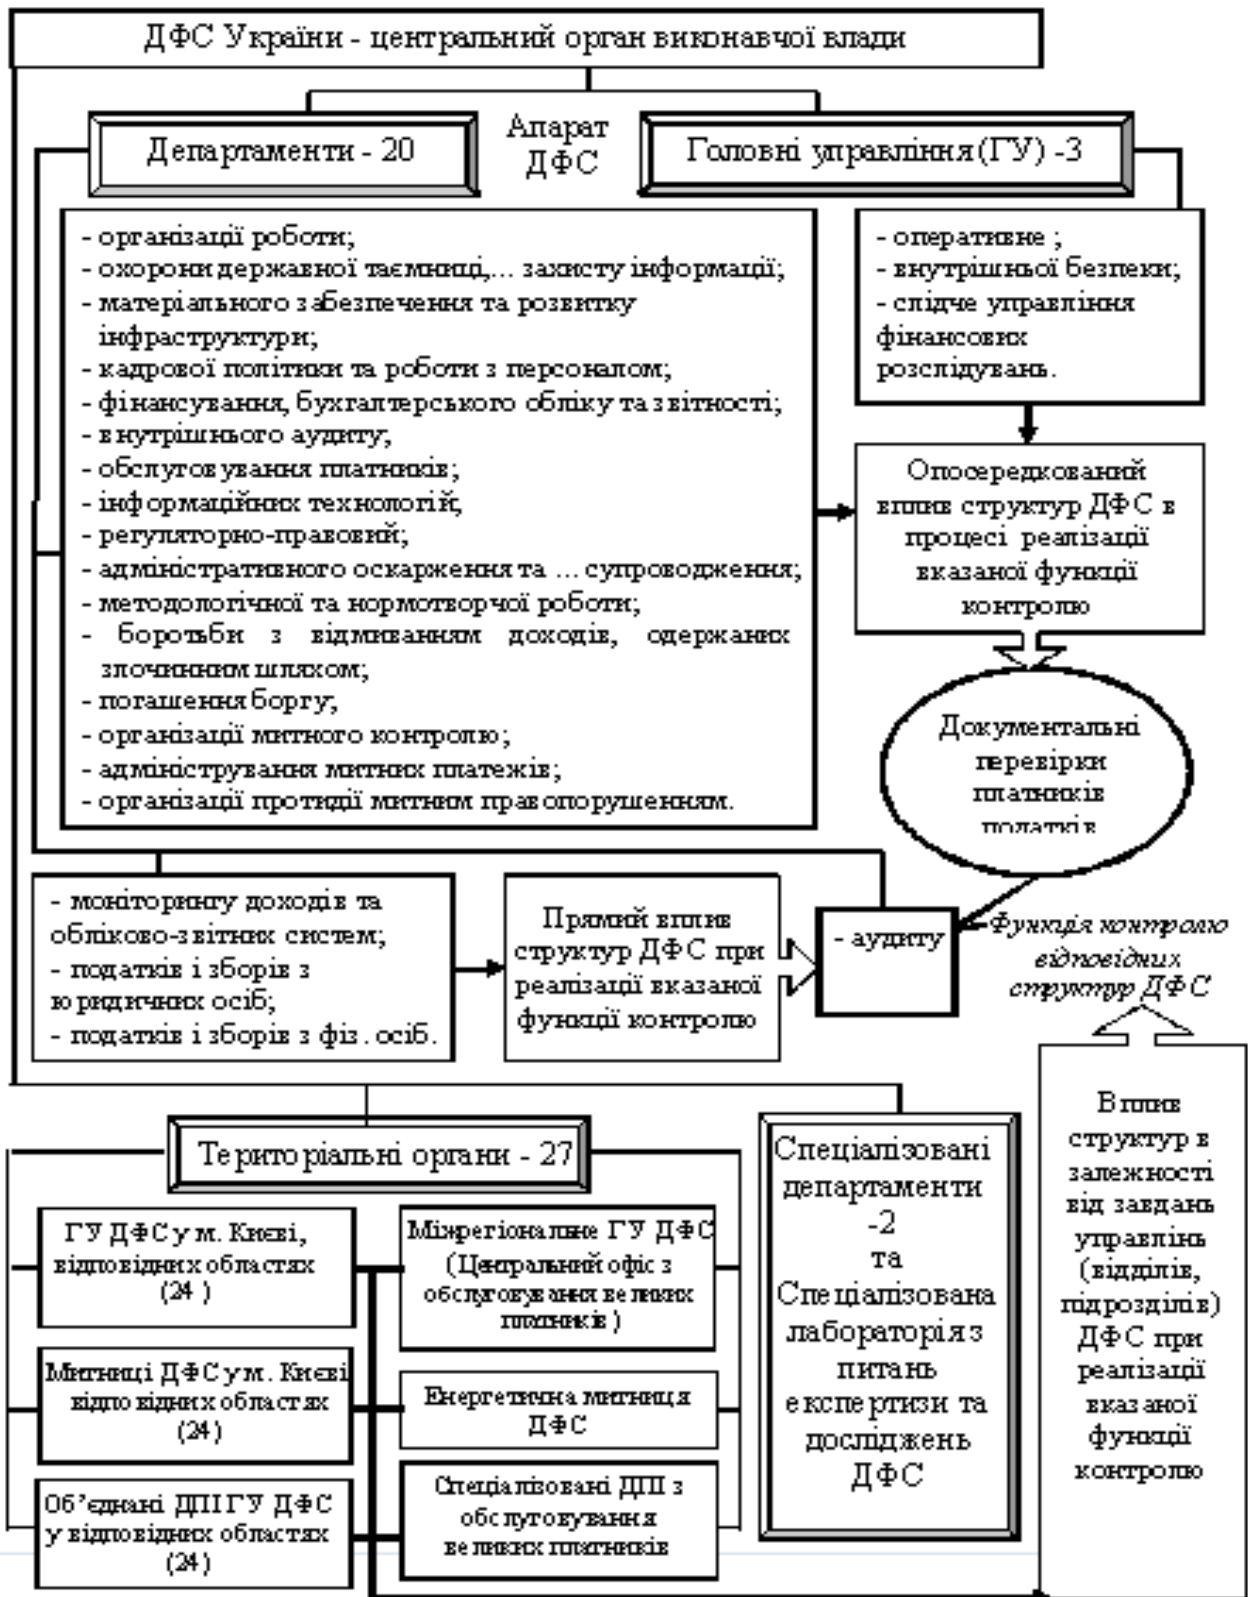 ДФС України - центральний орган виконавчої влади
Департаменти - 20
Апарат
ДФС
Головні управління (ГУ) -3
- організації роботи;
- охорони державної таємниці,... захисту інформації;
- матеріального забезпечення та розвитку
інфраструктури;
- кадрової політики та роботи з персоналом;
- фінансування, бухгалтерського обліку та звітності;
- внутрішнього аудиту;
- обслуговування платників;
- інформаційних технологій;
- регуляторно-правовий;
- адміністративного оскарження та ... супроводження;
- методологічної та нормотворчої роботи;
- боротьби з відмиванням доходів, одержаних
злочинним шляхом;
- погашення боргу;
- організації митного контролю;
- адміністрування митних платежів;
- організації протидії митним правопорушенням.
- оперативне ;
- внутрішньої безпеки;
- слідче управління
фінансових
розслідувань.
Опосередкований
вплив структур ДФС в
процесі реалізації
вказаної функції
контролю
Документальні
перевірки
платників
податків
- моніторингу доходів та
обліково-звітних систем;
- податків і зборів з
юридичних осіб;
- податків і зборів з фіз. осіб.
Прямий вплив
структур ДФС при
реалізації вказаної
функції контролю
- аудиту
Функція контролю
відповідних
структур ДФС
Територіальні органи - 27
ГУ ДФС у м. Києві,
відповідних областях
(24 )
Міжрегіональне ГУ ДФС
(Центральний офіс з
обслуговування великих
платників )
Митниці ДФС у м. Києві
відповідних областях
(24)
Енергетична митниця
ДФС
Об’єднані ДПІ ГУ ДФС
у відповідних областях
(24)
Спеціалізовані ДПІ з
обслуговування
великих платників
Спеціалізовані
департаменти
-2
та
Спеціалізована
лабораторія з
питань
експертизи та
досліджень
ДФС
Вплив
структур в
залежності
від завдань
управлінь
(відділів,
підрозділів)
ДФС при
реалізації
вказаної
функції
контролю